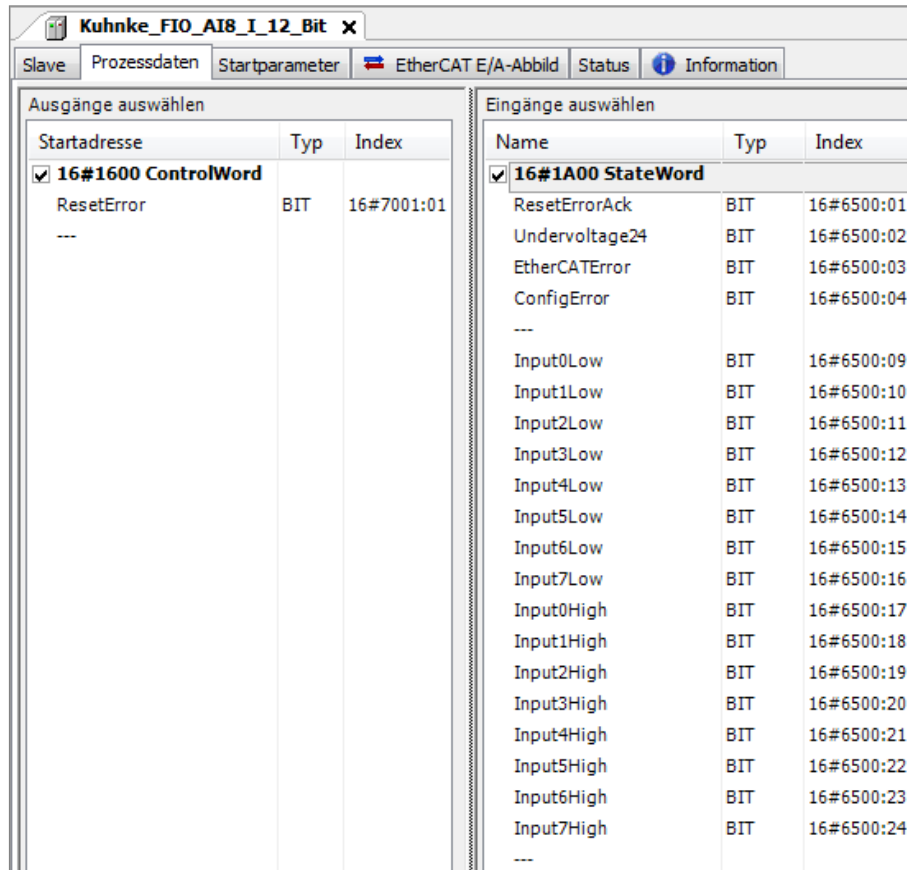 Kuhnke_FIO_AI8_I_12_Bit
Slave Prozessdaten Startparameter EtherCAT E/A-Abbild Status Information
Ausgänge auswählen
Startadresse Typ Index
16#1600 ControlWord
ResetError BIT 16#7001:01
---
Eingänge auswählen
Name Typ Index
16#1A00 StateWord
ResetErrorAck BIT 16#6500:01
Undervoltage24 BIT 16#6500:02
EtherCATError BIT 16#6500:03
ConfigError BIT 16#6500:04
---
Input0Low BIT 16#6500:09
Input1Low BIT 16#6500:10
Input2Low BIT 16#6500:11
Input3Low BIT 16#6500:12
Input4Low BIT 16#6500:13
Input5Low BIT 16#6500:14
Input6Low BIT 16#6500:15
Input7Low BIT 16#6500:16
Input0High BIT 16#6500:17
Input1High BIT 16#6500:18
Input2High BIT 16#6500:19
Input3High BIT 16#6500:20
Input4High BIT 16#6500:21
Input5High BIT 16#6500:22
Input6High BIT 16#6500:23
Input7High BIT 16#6500:24
---